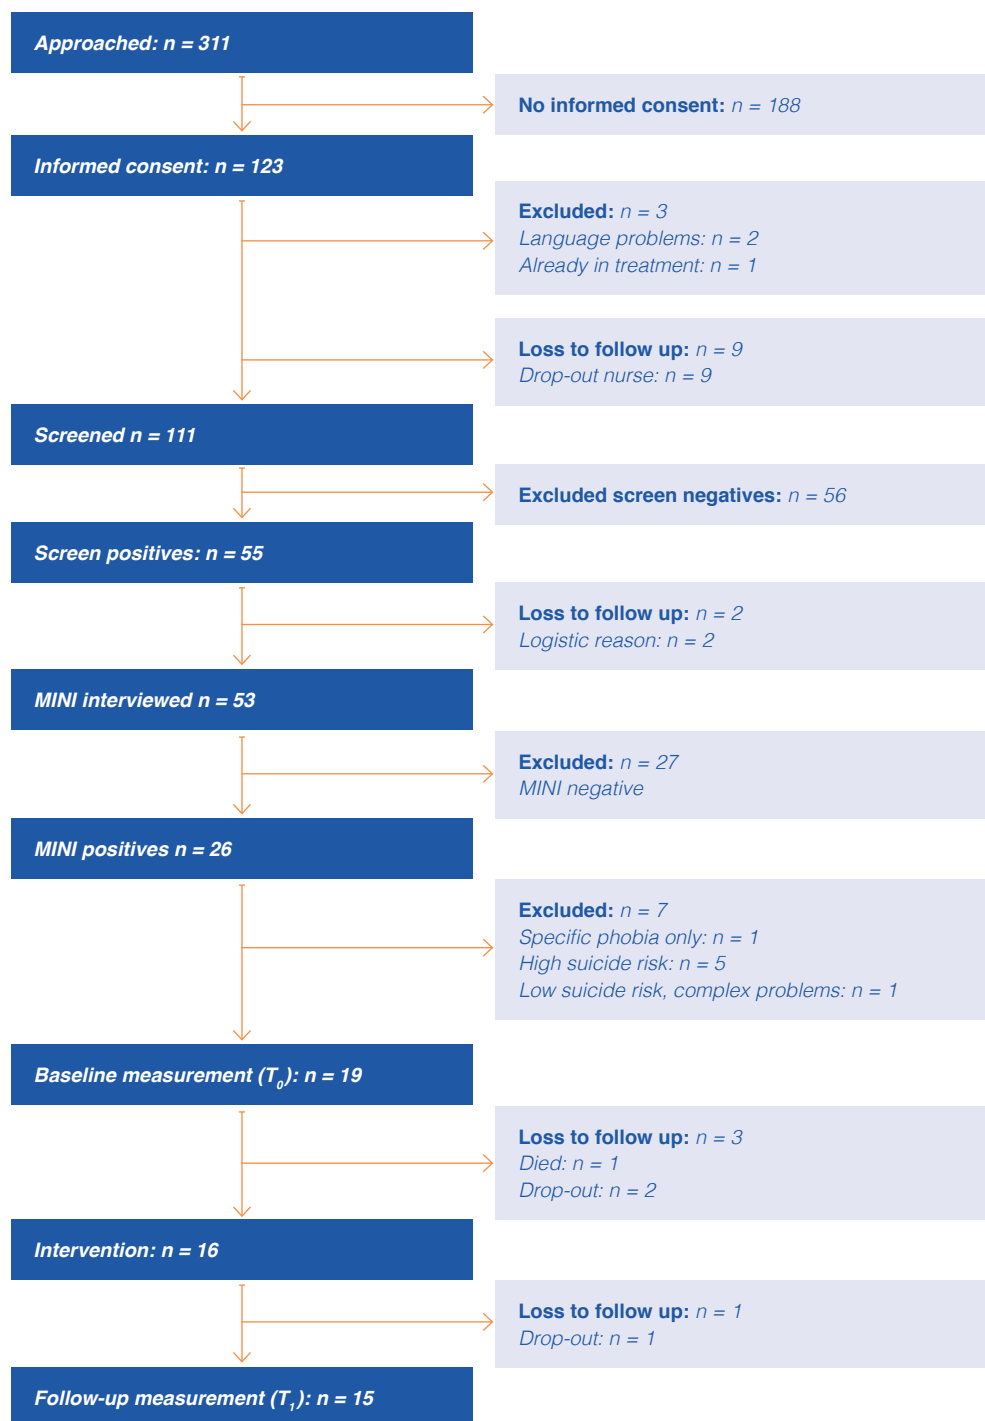 Approached: n = 311
No informed consent: n = 188
Informed consent: n = 123
Excluded: n = 3
Language problems: n = 2
Already in treatment: n = 1
Loss to follow up: n = 9
Drop-out nurse: n = 9
Screened n = 111
Excluded screen negatives: n = 56
Screen positives: n = 55
Loss to follow up: n = 2
Logistic reason: n = 2
MINI interviewed n = 53
Excluded: n = 27
MINI negative
MINI positives n = 26
Excluded: n = 7
Specific phobia only: n = 1
High suicide risk: n = 5
Low suicide risk, complex problems: n = 1
Baseline measurement (T₀): n = 19
Loss to follow up: n = 3
Died: n = 1
Drop-out: n = 2
Intervention: n = 16
Loss to follow up: n = 1
Drop-out: n = 1
Follow-up measurement (T₁): n = 15